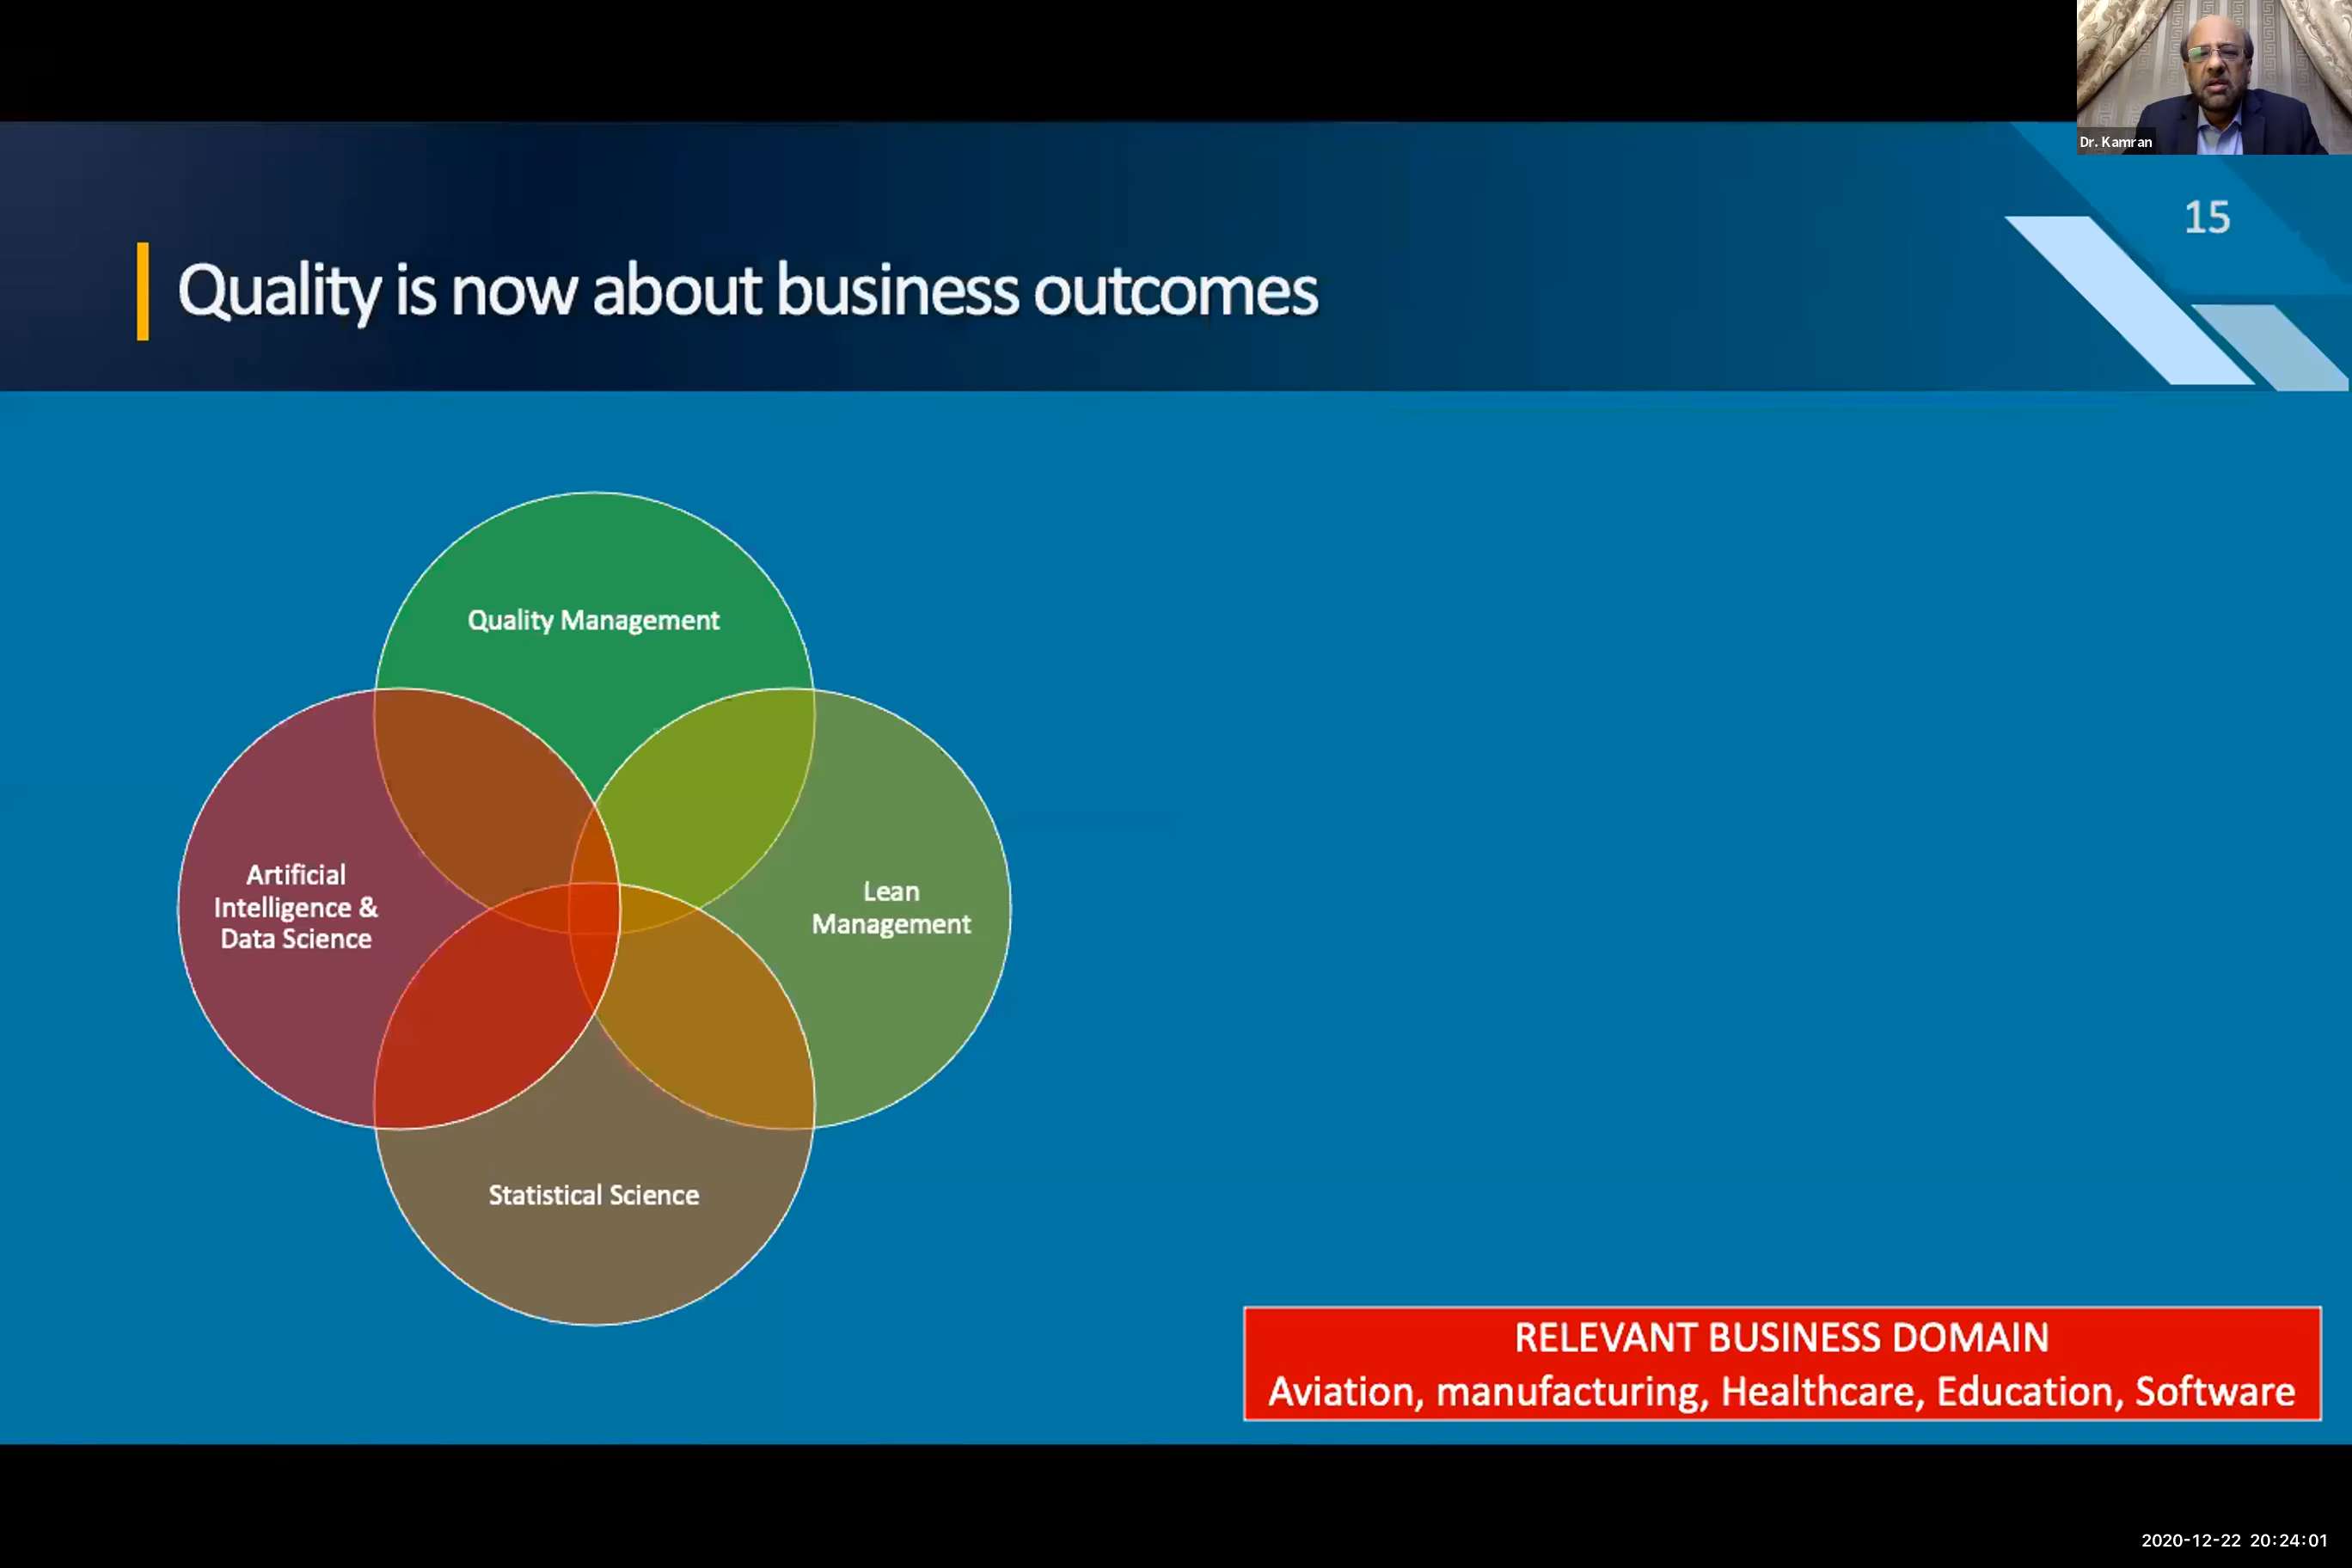 Dr. Kamran
15
Quality is now about business outcomes
Quality Management
Artificial
Intelligence &
Data Science
Lean
Management
Statistical Science
RELEVANT BUSINESS DOMAIN
Aviation, manufacturing, Healthcare, Education, Software
2020-12-22 20:24:01